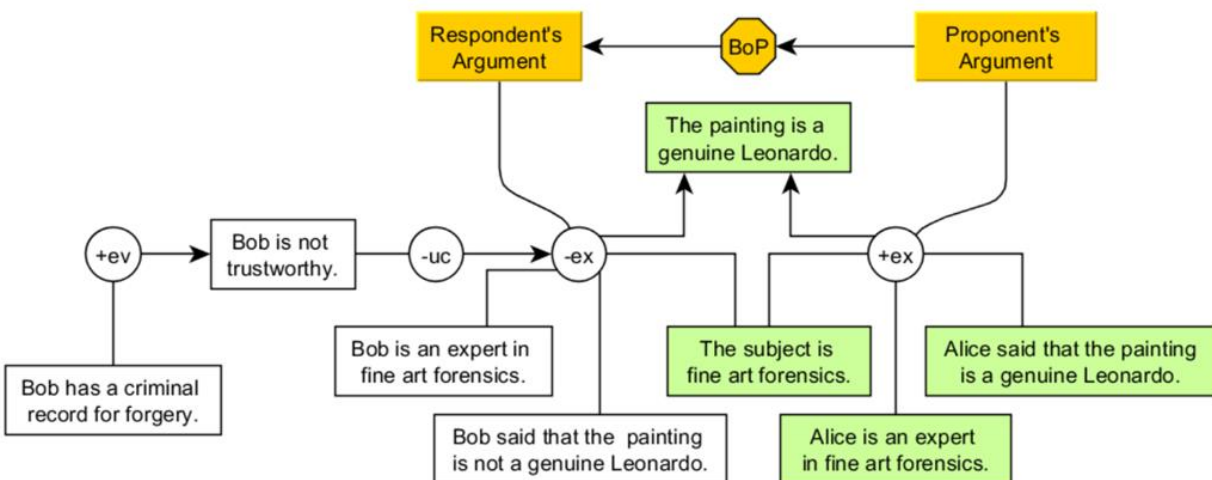 Respondent's
Argument
BoP
Proponent's
Argument
The painting is a
genuine Leonardo.
+ev
Bob is not
trustworthy.
-uc
-ex
+ex
Bob is an expert in
fine art forensics.
The subject is
fine art forensics.
Alice said that the painting
is a genuine Leonardo.
Bob has a criminal
record for forgery.
Bob said that the painting
is not a genuine Leonardo.
Alice is an expert
in fine art forensics.